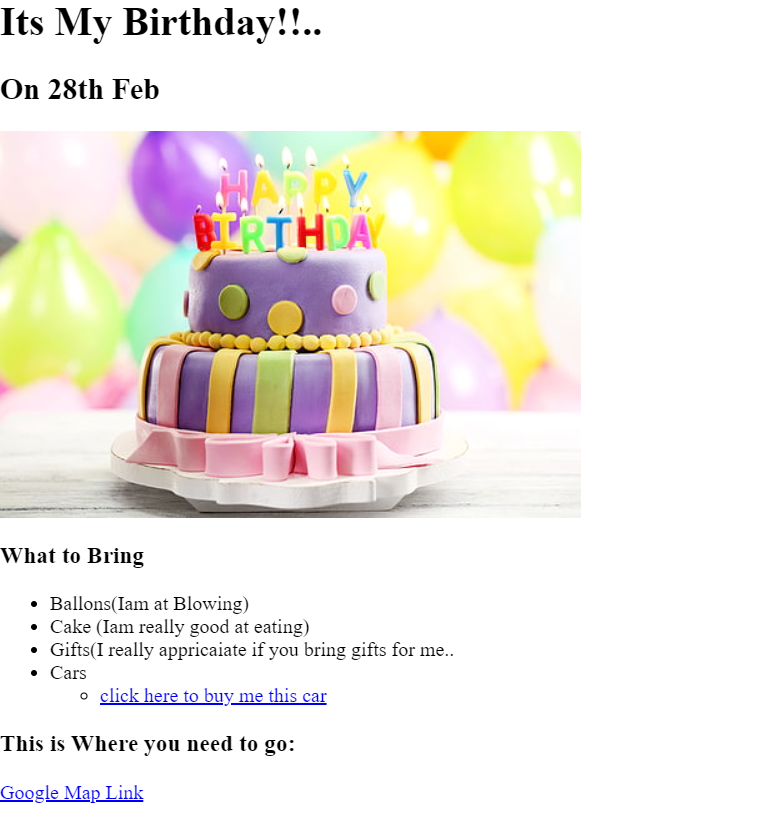 Its My Birthday!!..
On 28th Feb
HAPPY
BIRTHDAY
What to Bring
Ballons(Iam at Blowing)
Cake (Iam really good at eating)
Gifts(I really appricaiate if you bring gifts for me..
Cars
click here to buy me this car
This is Where you need to go:
Google Map Link